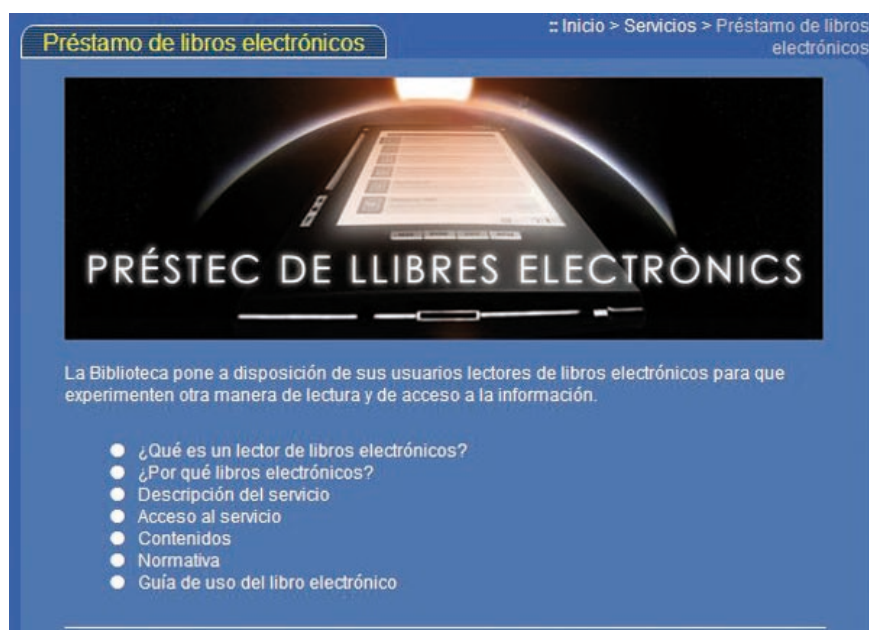 Préstamo de libros electrónicos
:: Inicio > Servicios > Préstamo de libros
electrónicos
PRÉSTEC DE LLIBRES ELECTRÒNICS
La Biblioteca pone a disposición de sus usuarios lectores de libros electrónicos para que
experimenten otra manera de lectura y de acceso a la información.
¿Qué es un lector de libros electrónicos?
¿Por qué libros electrónicos?
Descripción del servicio
Acceso al servicio
Contenidos
Normativa
Guía de uso del libro electrónico